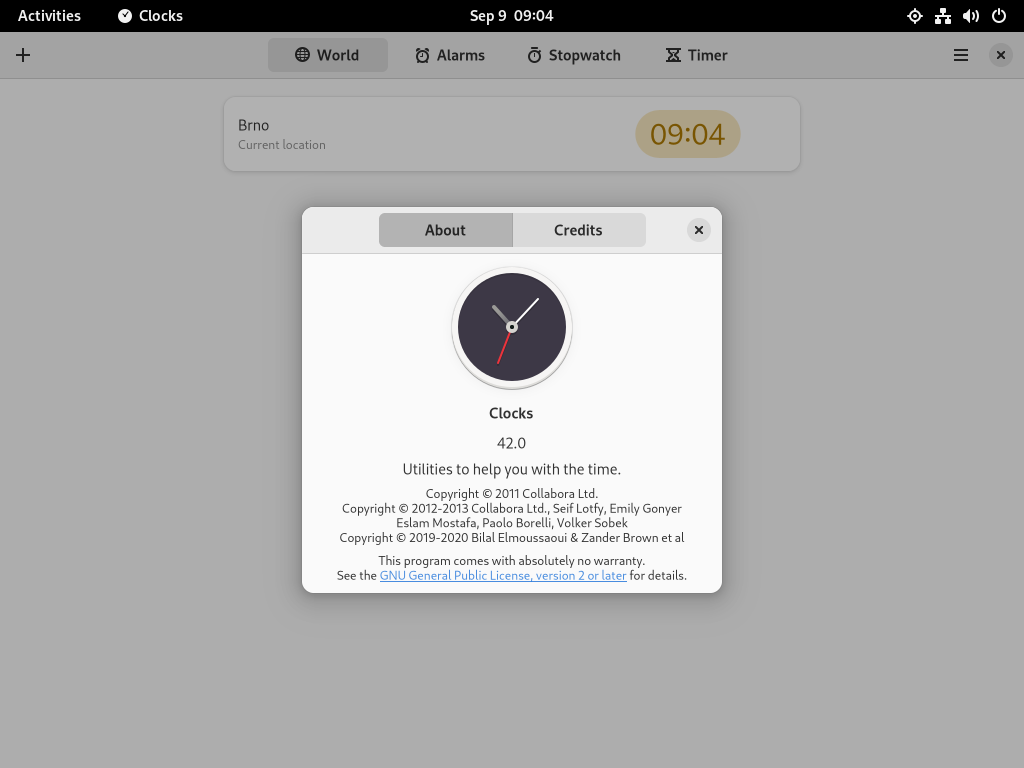 Activities Clocks Sep 9 09:04
World Alarms Stopwatch Timer
Brno
Current location
09:04
About Credits
Clocks
42.0
Utilities to help you with the time.
Copyright © 2011 Collabora Ltd.
Copyright © 2012-2013 Collabora Ltd., Seif Lotfy, Emily Gonyer
Eslam Mostafa, Paolo Borelli, Volker Sobek
Copyright © 2019-2020 Bilal Elmoussaoui & Zander Brown et al
This program comes with absolutely no warranty.
See the GNU General Public License, version 2 or later for details.